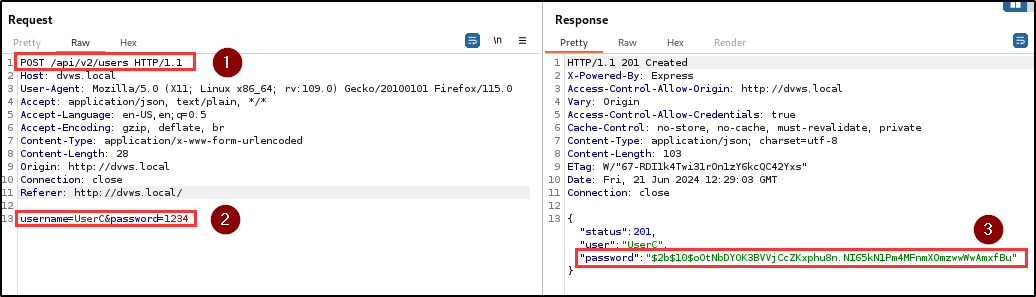 Request
Pretty Raw Hex
\n
1 POST /api/v2/users HTTP/1.1
1
2 Host: dvws.local
3 User-Agent: Mozilla/5.0 (X11; Linux x86_64; rv:109.0) Gecko/20100101 Firefox/115.0
4 Accept: application/json, text/plain, */*
5 Accept-Language: en-US,en;q=0.5
6 Accept-Encoding: gzip, deflate, br
7 Content-Type: application/x-www-form-urlencoded
8 Content-Length: 28
9 Origin: http://dvws.local
10 Connection: close
11 Referer: http://dvws.local/
12
13 username=UserC&password=1234
2
Response
Pretty Raw Hex Render
1 HTTP/1.1 201 Created
2 X-Powered-By: Express
3 Access-Control-Allow-Origin: http://dvws.local
4 Vary: Origin
5 Access-Control-Allow-Credentials: true
6 Cache-Control: no-store, no-cache, must-revalidate, private
7 Content-Type: application/json; charset=utf-8
8 Content-Length: 103
9 ETag: W/"67-RDI1k4Twi31rOn1zY6kcQC42Yxs"
10 Date: Fri, 21 Jun 2024 12:29:03 GMT
11 Connection: close
12
13 {
"status":201,
"user":"UserC",
3
"password":"$2b$10$oOtNbDYOK3BVVjCcZKxphu8n.NI65kNlPm4MFnmXOmzwwWwAmxfBu"
}